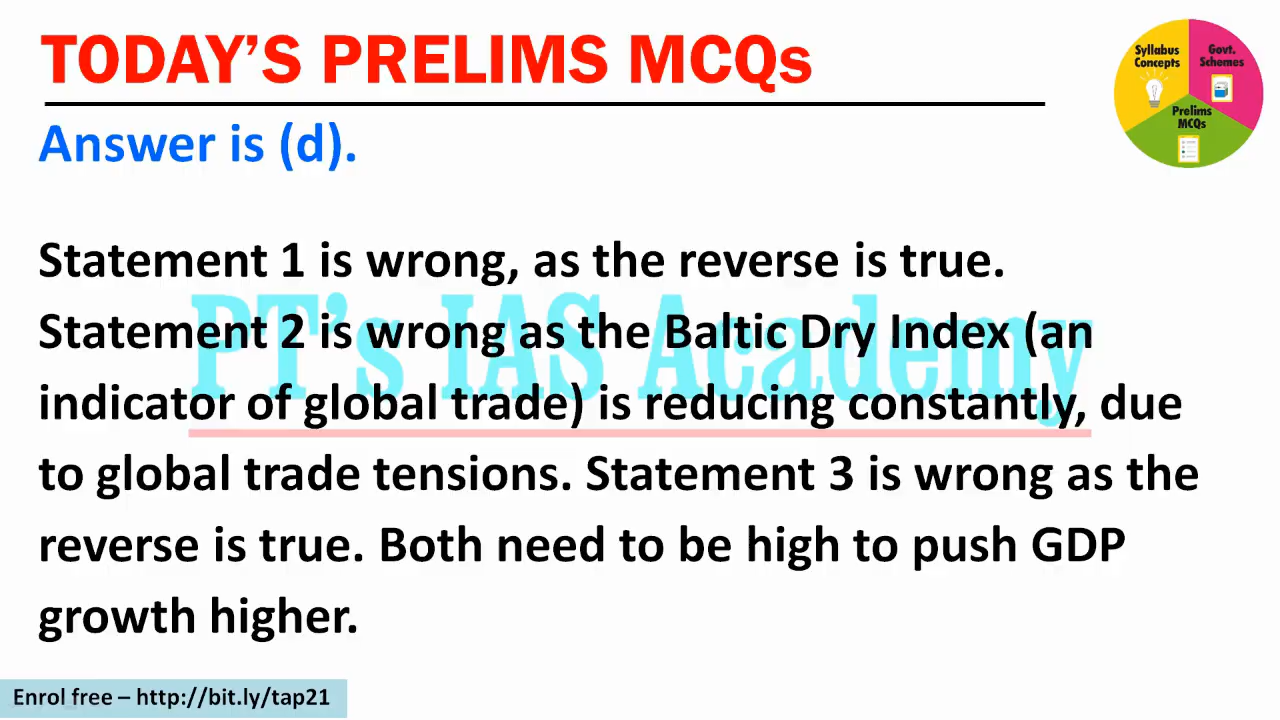 TODAY’S PRELIMS MCQs
Syllabus
Concepts
Govt.
Schemes
Prelims
MCQs
Answer is (d).
Statement 1 is wrong, as the reverse is true.
Statement 2 is wrong as the Baltic Dry Index (an
indicator of global trade) is reducing constantly, due
to global trade tensions. Statement 3 is wrong as the
reverse is true. Both need to be high to push GDP
growth higher.
PT's IAS Academy
Enrol free – http://bit.ly/tap21